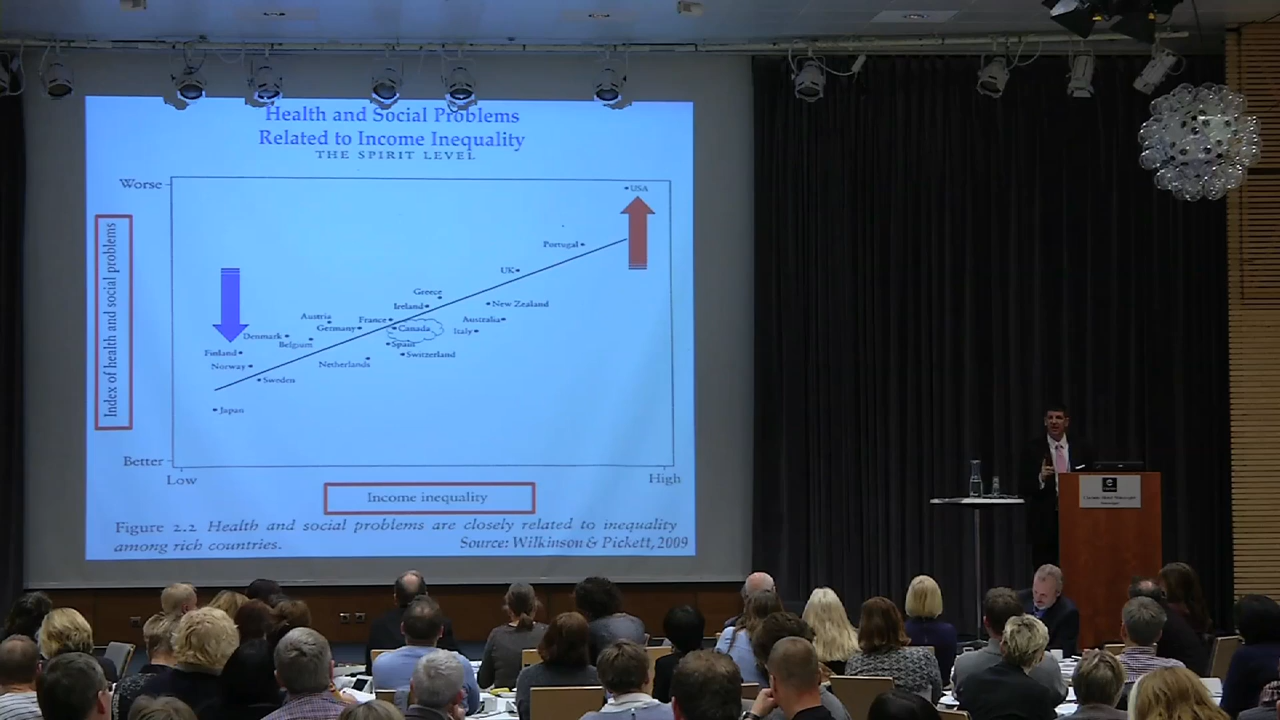 Health and Social Problems
Related to Income Inequality
THE SPIRIT LEVEL
Worse
USA
Portugal
UK
Greece
Ireland
New Zealand
Austria
France
Australia
Germany
Canada
Italy
Denmark
Belgium
Spain
Finland
Switzerland
Netherlands
Norway
Sweden
Japan
Index of health and social problems
Better
Low
High
Income inequality
Figure 2.2 Health and social problems are closely related to inequality
among rich countries.
Source: Wilkinson & Pickett, 2009